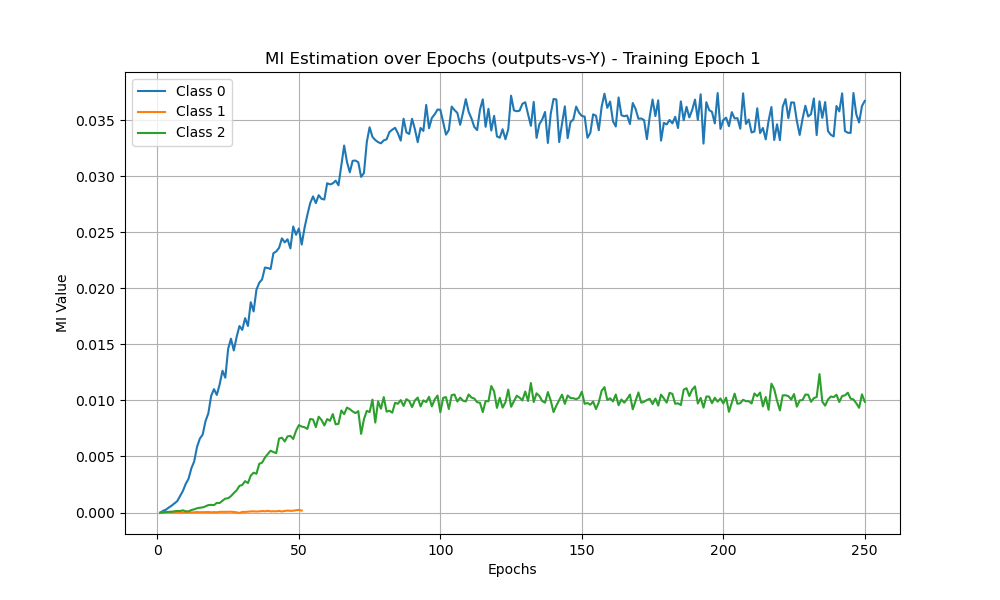 MI Estimation over Epochs (outputs-vs-Y) - Training Epoch 1
Class 0
Class 1
Class 2
MI Value
0.035
0.030
0.025
0.020
0.015
0.010
0.005
0.000
0
50
100
150
200
250
Epochs